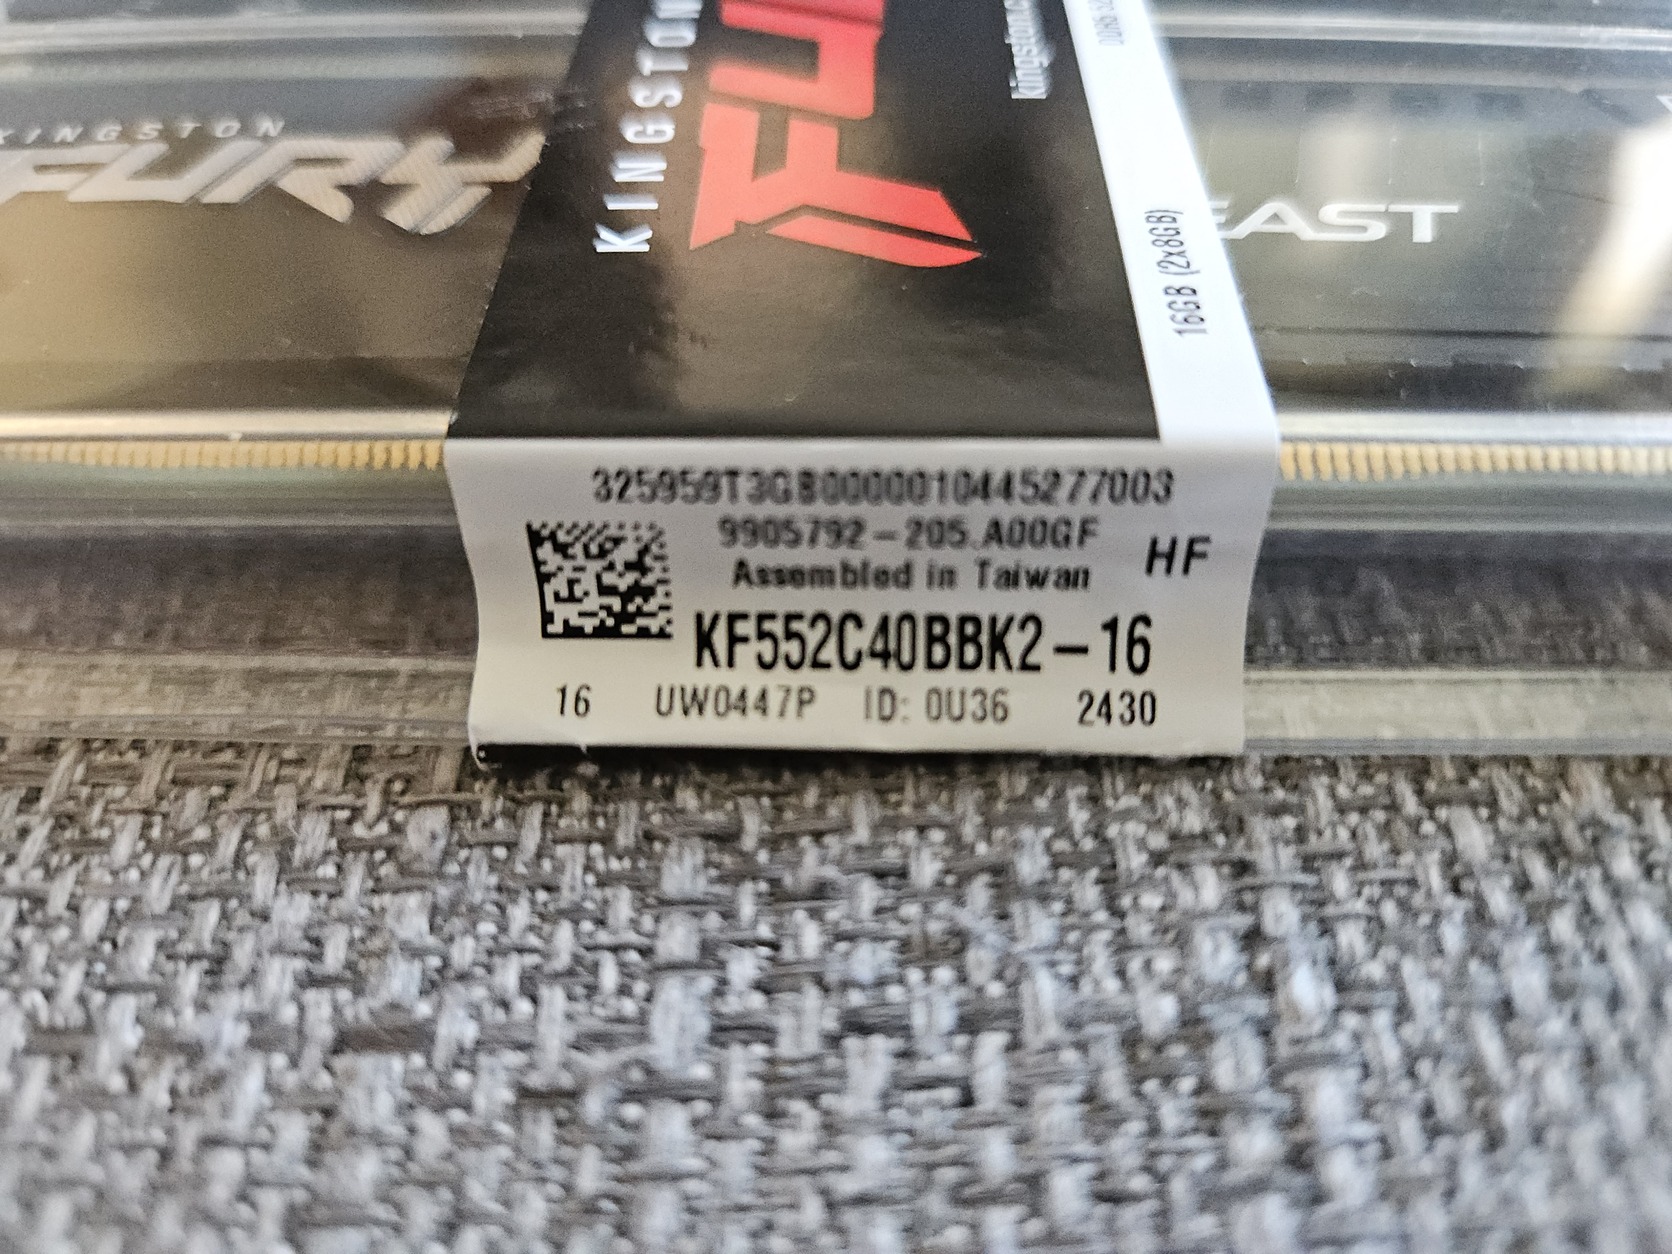 KINGSTON
FURY
KINGSTON
FU
16GB (2x8GB)
EAST
325959T3GB0000010445277003
9905792-205.A00GF
HF
Assembled in Taiwan
KF552C40BBK2-16
16 UW0447P ID: 0U36 2430